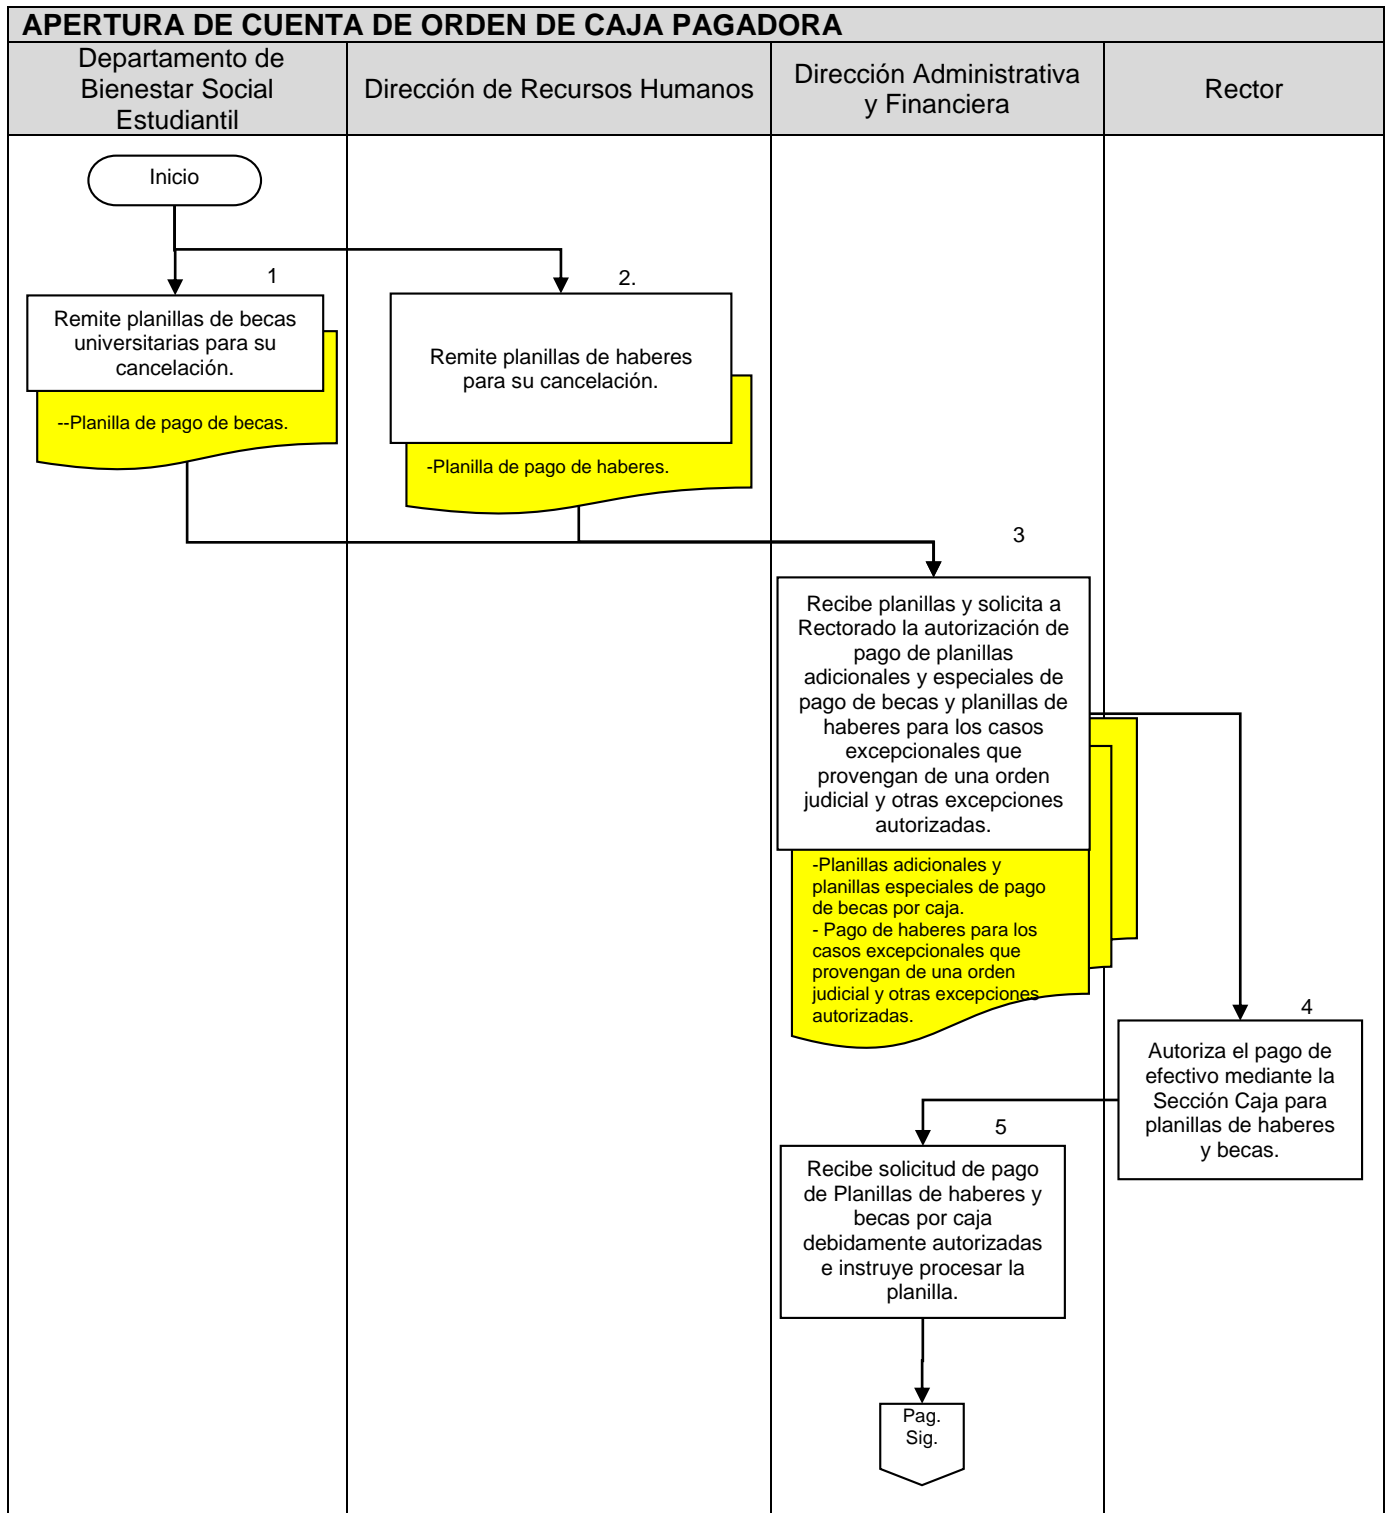 APERTURA DE CUENTA DE ORDEN DE CAJA PAGADORA
Departamento de
Bienestar Social
Estudiantil
Dirección de Recursos Humanos
Dirección Administrativa
y Financiera
Rector
Inicio
1
Remite planillas de becas
universitarias para su
cancelación.
--Planilla de pago de becas.
2.
Remite planillas de haberes
para su cancelación.
-Planilla de pago de haberes.
3
Recibe planillas y solicita a
Rectorado la autorización de
pago de planillas
adicionales y especiales de
pago de becas y planillas de
haberes para los casos
excepcionales que
provengan de una orden
judicial y otras excepciones
autorizadas.
-Planillas adicionales y
planillas especiales de pago
de becas por caja.
- Pago de haberes para los
casos excepcionales que
provengan de una orden
judicial y otras excepciones
autorizadas.
4
Autoriza el pago de
efectivo mediante la
Sección Caja para
planillas de haberes
y becas.
5
Recibe solicitud de pago
de Planillas de haberes y
becas por caja
debidamente autorizadas
e instruye procesar la
planilla.
Pag.
Sig.